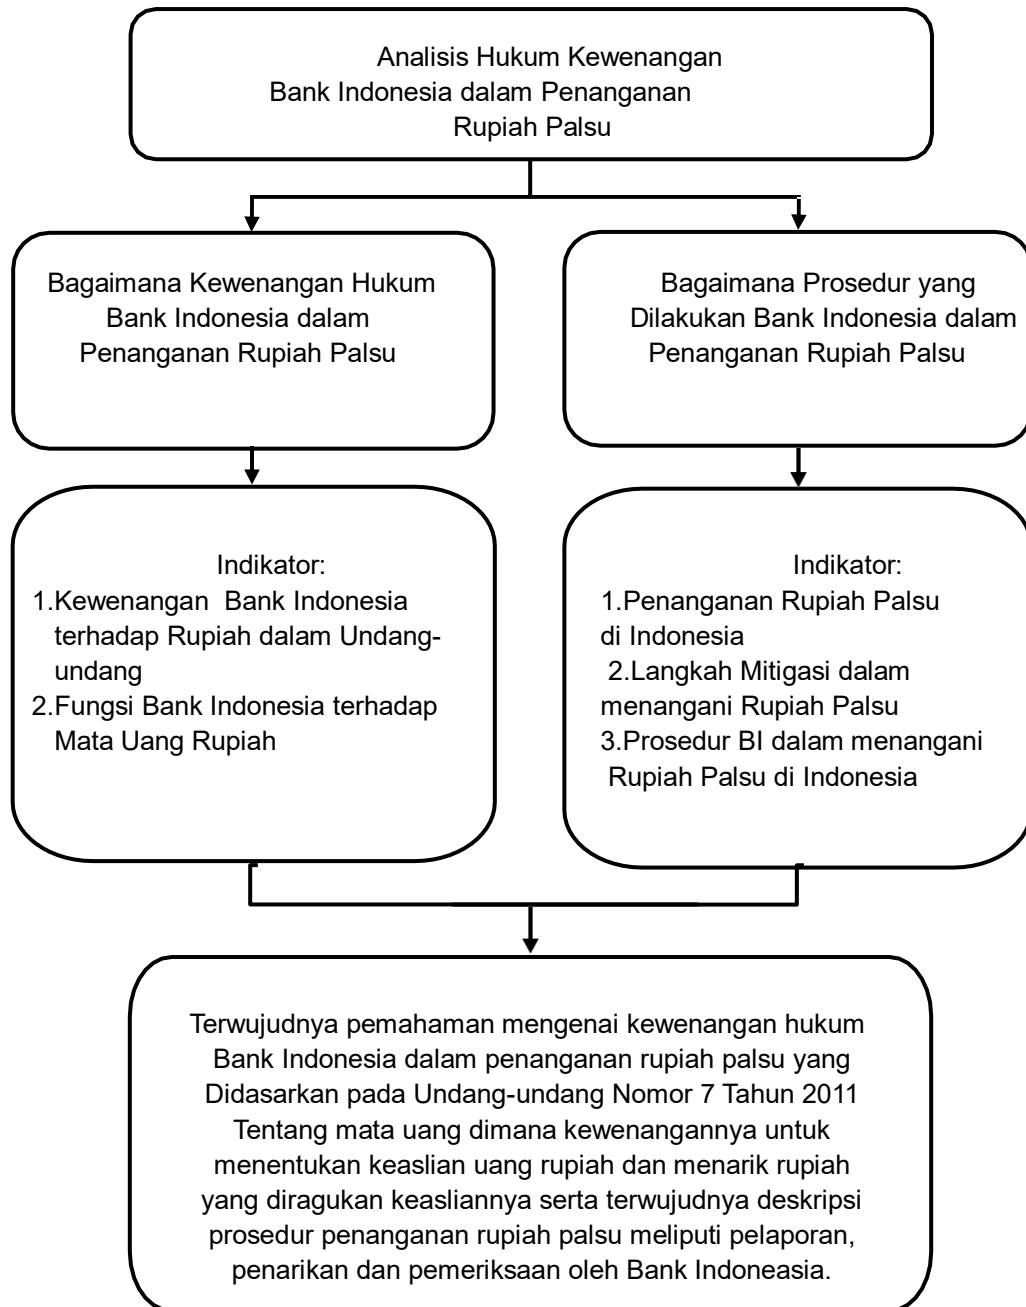 Analisis Hukum Kewenangan
Bank Indonesia dalam Penanganan
Rupiah Palsu
Bagaimana Kewenangan Hukum
Bank Indonesia dalam
Penanganan Rupiah Palsu
Bagaimana Prosedur yang
Dilakukan Bank Indonesia dalam
Penanganan Rupiah Palsu
Indikator:
1.Kewenangan Bank Indonesia
terhadap Rupiah dalam Undang-
undang
2.Fungsi Bank Indonesia terhadap
Mata Uang Rupiah
Indikator:
1.Penanganan Rupiah Palsu
di Indonesia
2.Langkah Mitigasi dalam
menangani Rupiah Palsu
3.Prosedur BI dalam menangani
Rupiah Palsu di Indonesia
Terwujudnya pemahaman mengenai kewenangan hukum
Bank Indonesia dalam penanganan rupiah palsu yang
Didasarkan pada Undang-undang Nomor 7 Tahun 2011
Tentang mata uang dimana kewenangannya untuk
menentukan keaslian uang rupiah dan menarik rupiah
yang diragukan keasliannya serta terwujudnya deskripsi
prosedur penanganan rupiah palsu meliputi pelaporan,
penarikan dan pemeriksaan oleh Bank Indoneasia.